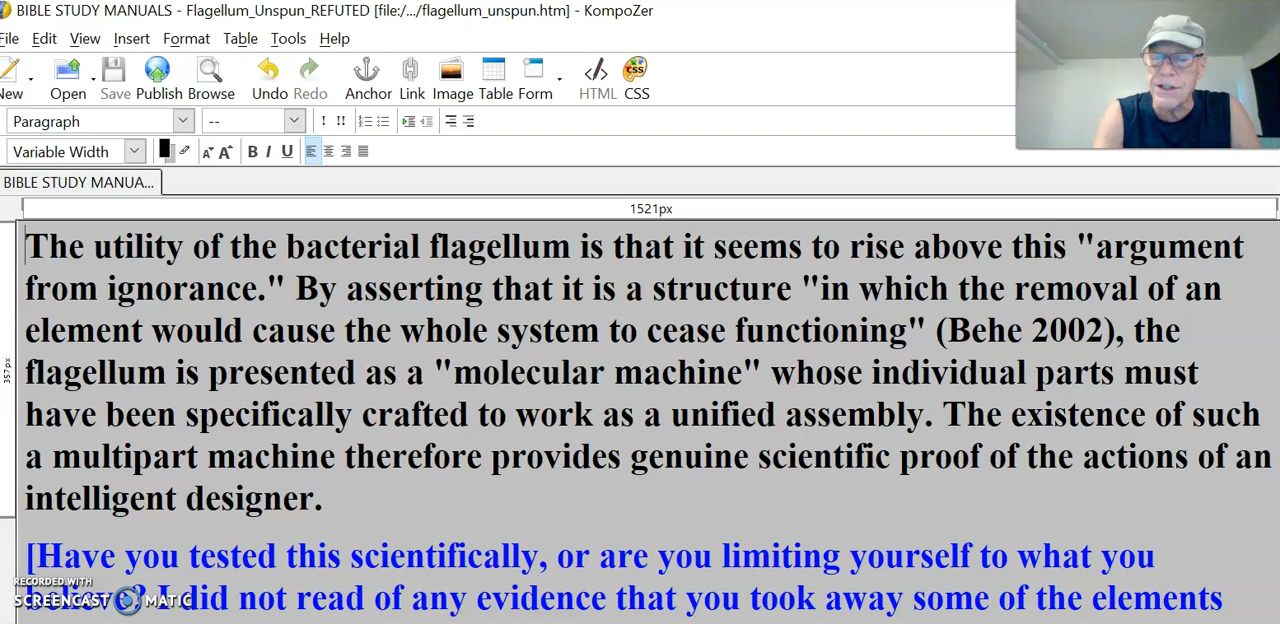 BIBLE STUDY MANUALS - Flagellum_Unspun_REFUTED [file:/.../flagellum_unspun.htm] - KompoZer
File Edit View Insert Format Table Tools Help
New Open Save Publish Browse Undo Redo Anchor Link Image Table Form HTML CSS
Paragraph -- ! !!
Variable Width A A B I U
BIBLE STUDY MANUA...
1521px
357 px
The utility of the bacterial flagellum is that it seems to rise above this "argument
from ignorance." By asserting that it is a structure "in which the removal of an
element would cause the whole system to cease functioning" (Behe 2002), the
flagellum is presented as a "molecular machine" whose individual parts must
have been specifically crafted to work as a unified assembly. The existence of such
a multipart machine therefore provides genuine scientific proof of the actions of an
intelligent designer.
[Have you tested this scientifically, or are you limiting yourself to what you
I did not read of any evidence that you took away some of the elements
RECORDED WITH
SCREENCAST MATIC